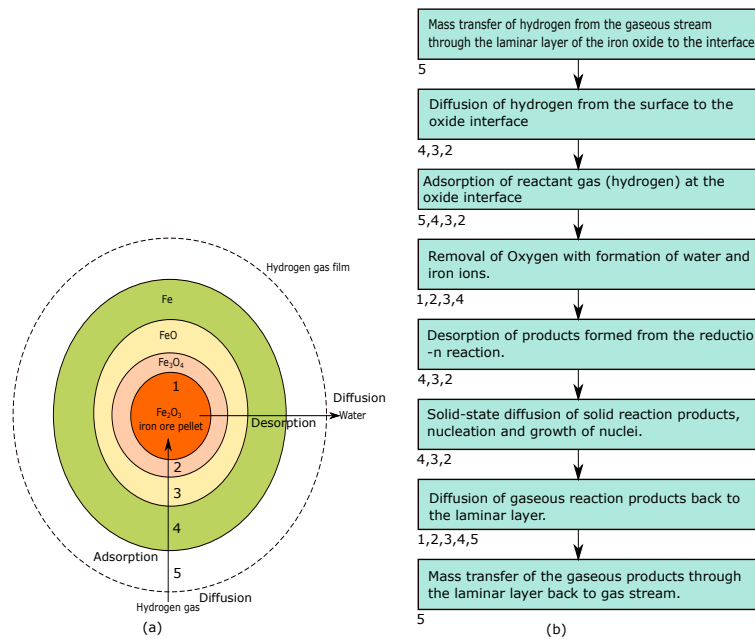 Hydrogen gas film
Fe
FeO
Fe3O4
1
Fe2O3
iron ore pellet
Diffusion
Water
Desorption
2
3
4
Adsorption
5
Diffusion
Hydrogen gas
(a)
Mass transfer of hydrogen from the gaseous stream
through the laminar layer of the iron oxide to the interface
5
Diffusion of hydrogen from the surface to the
oxide interface
4,3,2
Adsorption of reactant gas (hydrogen) at the
oxide interface
5,4,3,2
Removal of Oxygen with formation of water and
iron ions.
1,2,3,4
Desorption of products formed from the reductio
-n reaction.
4,3,2
Solid-state diffusion of solid reaction products,
nucleation and growth of nuclei.
4,3,2
Diffusion of gaseous reaction products back to
the laminar layer.
1,2,3,4,5
Mass transfer of the gaseous products through
the laminar layer back to gas stream.
5
(b)